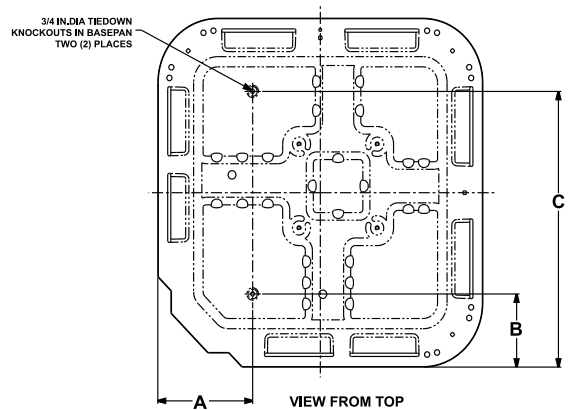 3/4 IN.DIA TIEDOWN
KNOCKOUTS IN BASEPAN
TWO (2) PLACES
C
B
A
VIEW FROM TOP